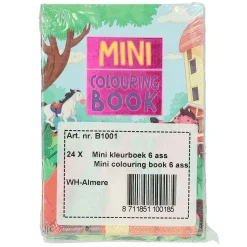 MINI
COLOURING
BOOK
Art. nr. B1001
24 X Mini kleurboek 6 ass
Mini colouring book 6 ass.
WH-Almere
8 711851 100185